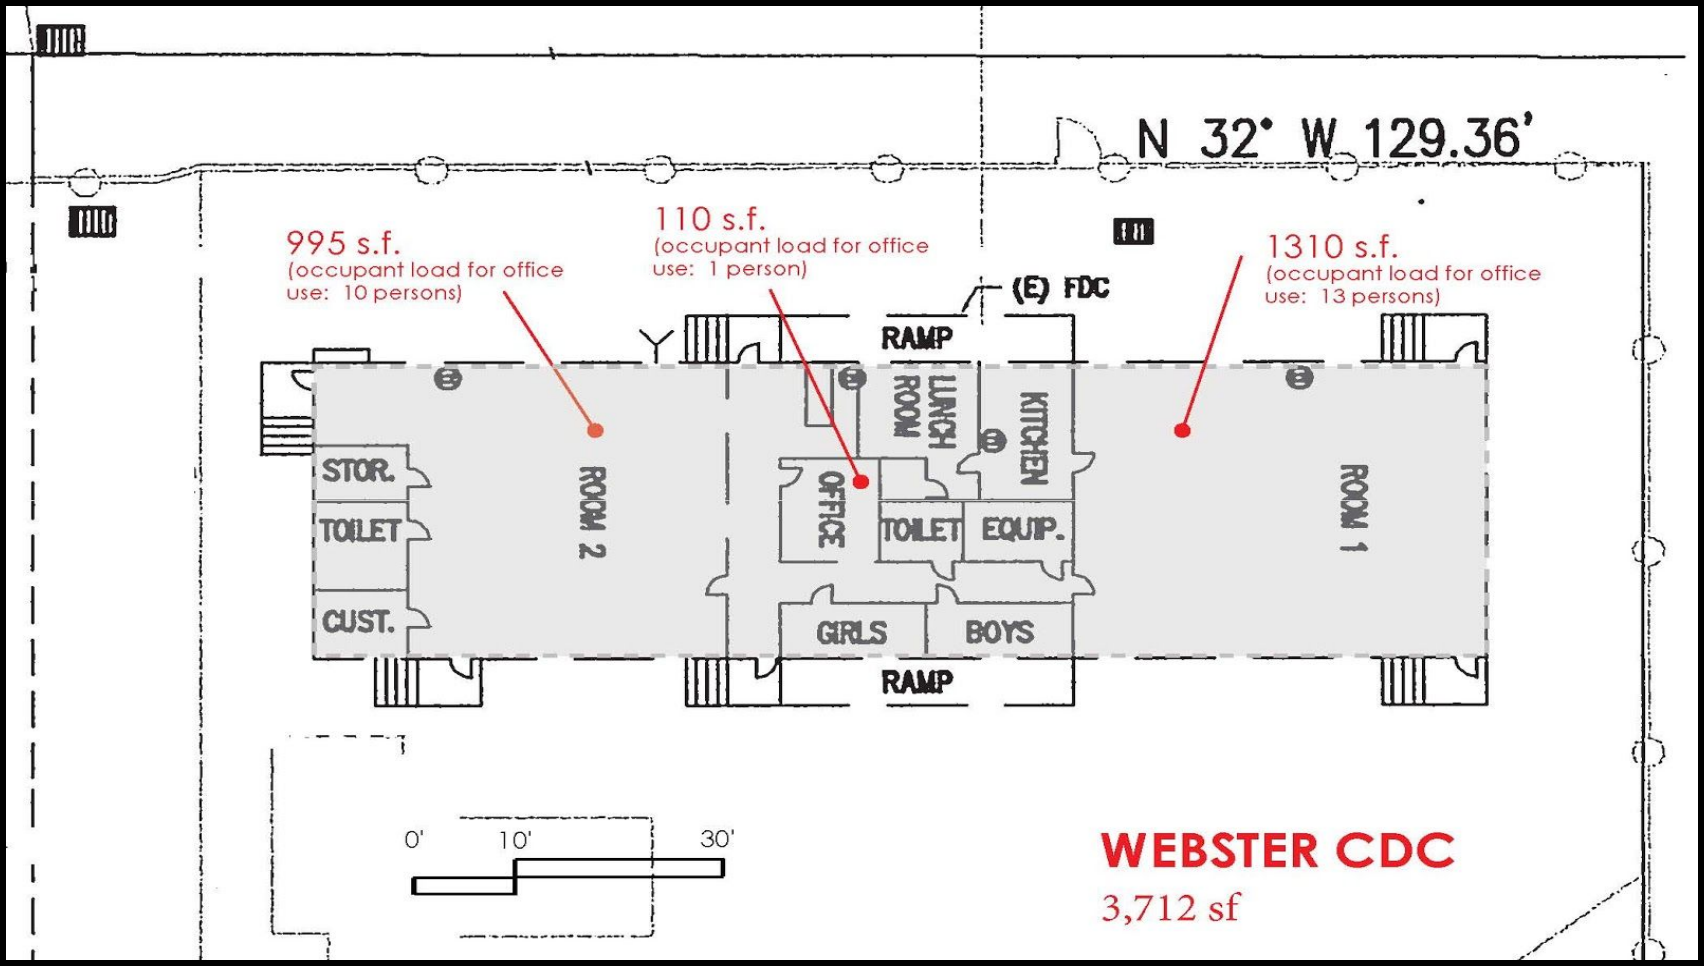 N 32° W 129.36'
995 s.f.
(occupant load for office
use: 10 persons)
110 s.f.
(occupant load for office
use: 1 person)
1310 s.f.
(occupant load for office
use: 13 persons)
(E) FDC
RAMP
LUNCH
ROOM
KITCHEN
STOR.
ROOM 2
OFFICE
ROOM 1
TOILET
TOILET
EQUIP.
CUST.
GIRLS
BOYS
RAMP
0' 10' 30'
WEBSTER CDC
3,712 sf